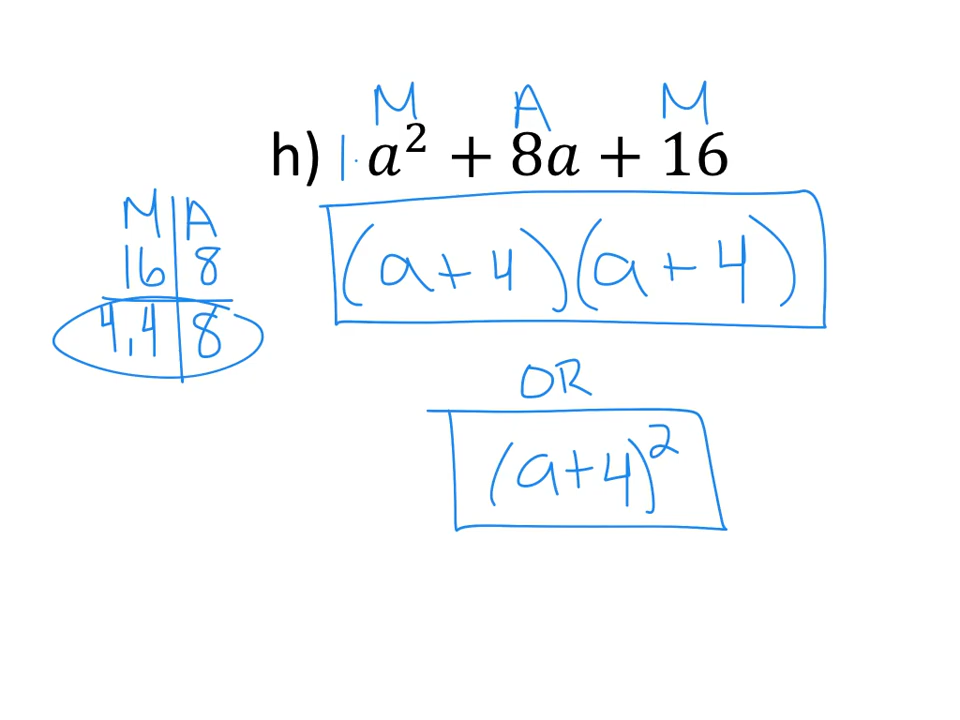 M A M
h) 1·a² + 8a + 16
M A
16 8
(a+4)(a+4)
4,4 8
OR
(a+4)²